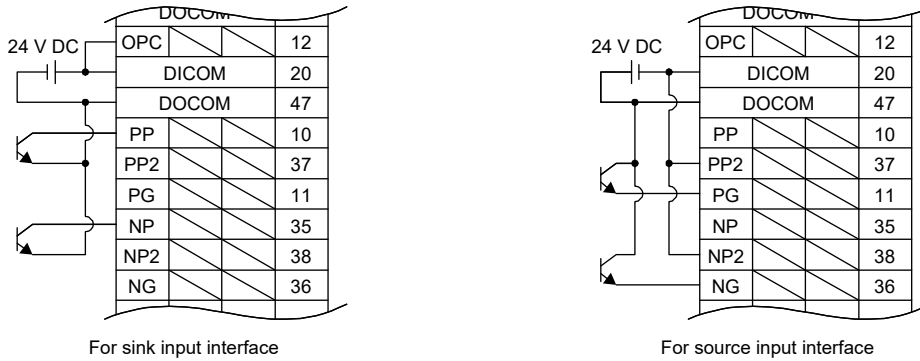 DOCOM
24 V DC
OPC 12
DICOM 20
DOCOM 47
PP 10
PP2 37
PG 11
NP 35
NP2 38
NG 36
For sink input interface
DOCOM
24 V DC
OPC 12
DICOM 20
DOCOM 47
PP 10
PP2 37
PG 11
NP 35
NP2 38
NG 36
For source input interface